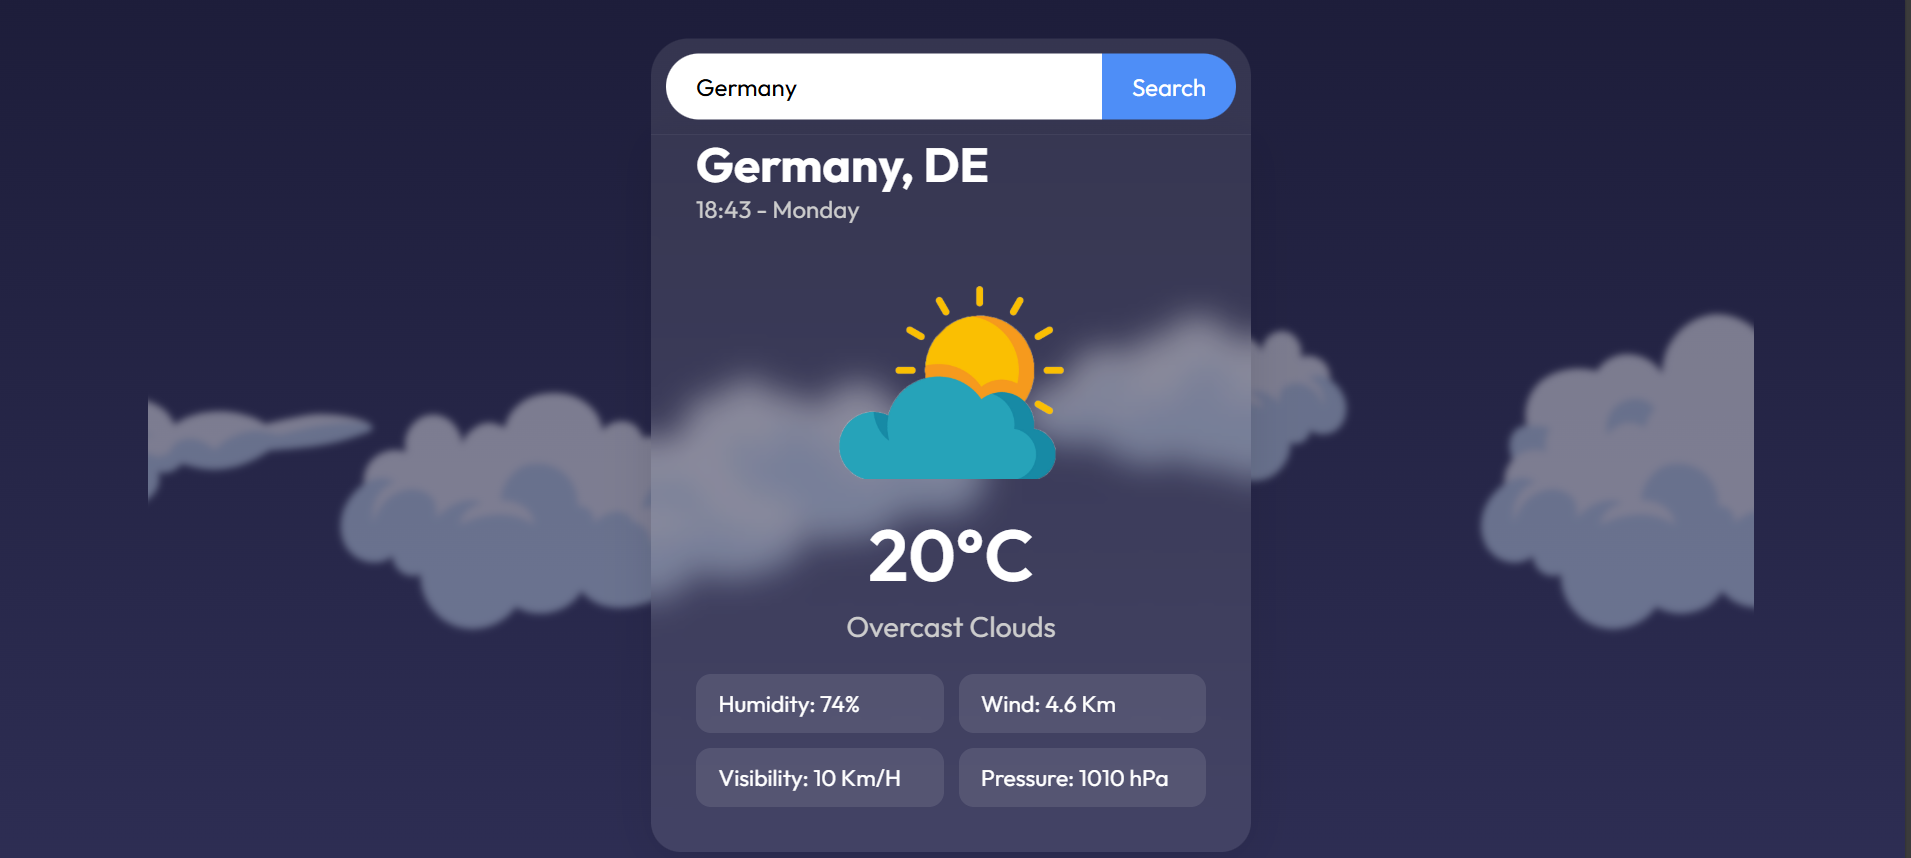 Germany
Search
Germany, DE
18:43 - Monday
20°C
Overcast Clouds
Humidity: 74%
Wind: 4.6 Km
Visibility: 10 Km/H
Pressure: 1010 hPa